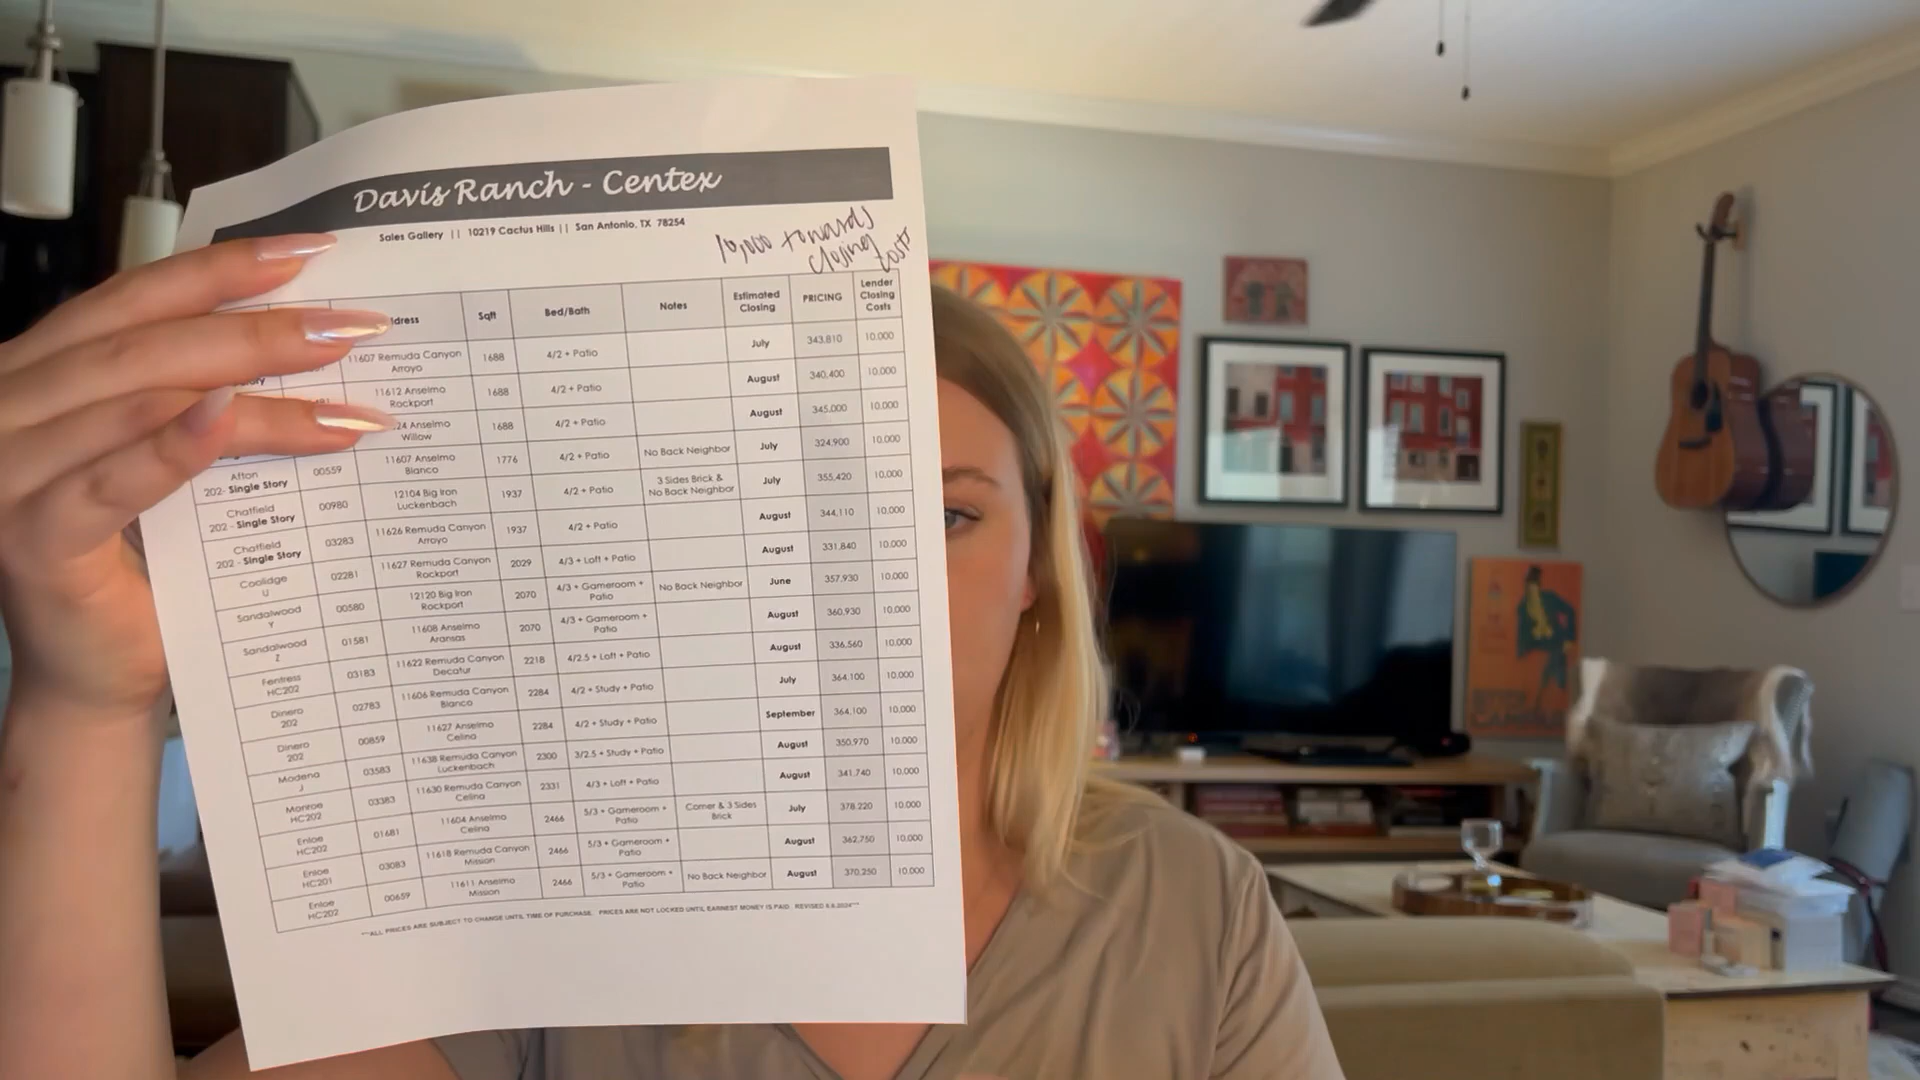 Davis Ranch - Centex
Sales Gallery || 10219 Cactus Hills || San Antonio, TX 78254
10,000 towards
closing
costs
Sqft Bed/Bath Notes Estimated Closing PRICING Lender Closing Costs
11607 Remuda Canyon Arroyo 1688 4/2 + Patio July 343,810 10,000
11612 Anselmo Rockport 1688 4/2 + Patio August 340,400 10,000
24 Anselmo Willow 1688 4/2 + Patio August 345,000 10,000
Afton 202- Single Story 00559 11607 Anselmo Blanco 1776 4/2 + Patio No Back Neighbor July 324,900 10,000
Chatfield 202 - Single Story 00980 12104 Big Iron Luckenbach 1937 4/2 + Patio 3 Sides Brick & No Back Neighbor July 355,420 10,000
Chatfield 202 - Single Story 03283 11626 Remuda Canyon Arroyo 1937 4/2 + Patio August 344,110 10,000
Coolidge U 02281 11627 Remuda Canyon Rockport 2029 4/3 + Loft + Patio August 331,840 10,000
Sandalwood Y 00580 12120 Big Iron Rockport 2070 4/3 + Gameroom + Patio No Back Neighbor June 357,930 10,000
Sandalwood Z 01581 11608 Anselmo Aransas 2070 4/3 + Gameroom + Patio August 360,930 10,000
Fentress HC202 03183 11622 Remuda Canyon Decatur 2218 4/2.5 + Loft + Patio August 336,560 10,000
Dinero 202 02783 11606 Remuda Canyon Blanco 2284 4/2 + Study + Patio July 364,100 10,000
Dinero 202 00859 11627 Anselmo Celina 2284 4/2 + Study + Patio September 364,100 10,000
Modena J 03583 11638 Remuda Canyon Luckenbach 2300 3/2.5 + Study + Patio August 350,970 10,000
Monroe HC202 03383 11630 Remuda Canyon Celina 2331 4/3 + Loft + Patio August 341,740 10,000
Enloe HC202 01681 11604 Anselmo Celina 2466 5/3 + Gameroom + Patio Corner & 3 Sides Brick July 378,220 10,000
Enloe HC201 03083 11618 Remuda Canyon Mission 2466 5/3 + Gameroom + Patio August 362,750 10,000
Enloe HC202 00659 11611 Anselmo Mission 2466 5/3 + Gameroom + Patio No Back Neighbor August 370,250 10,000
***ALL PRICES ARE SUBJECT TO CHANGE UNTIL TIME OF PURCHASE. PRICES ARE NOT LOCKED UNTIL EARNEST MONEY IS PAID. REVISED 6.6.2024***